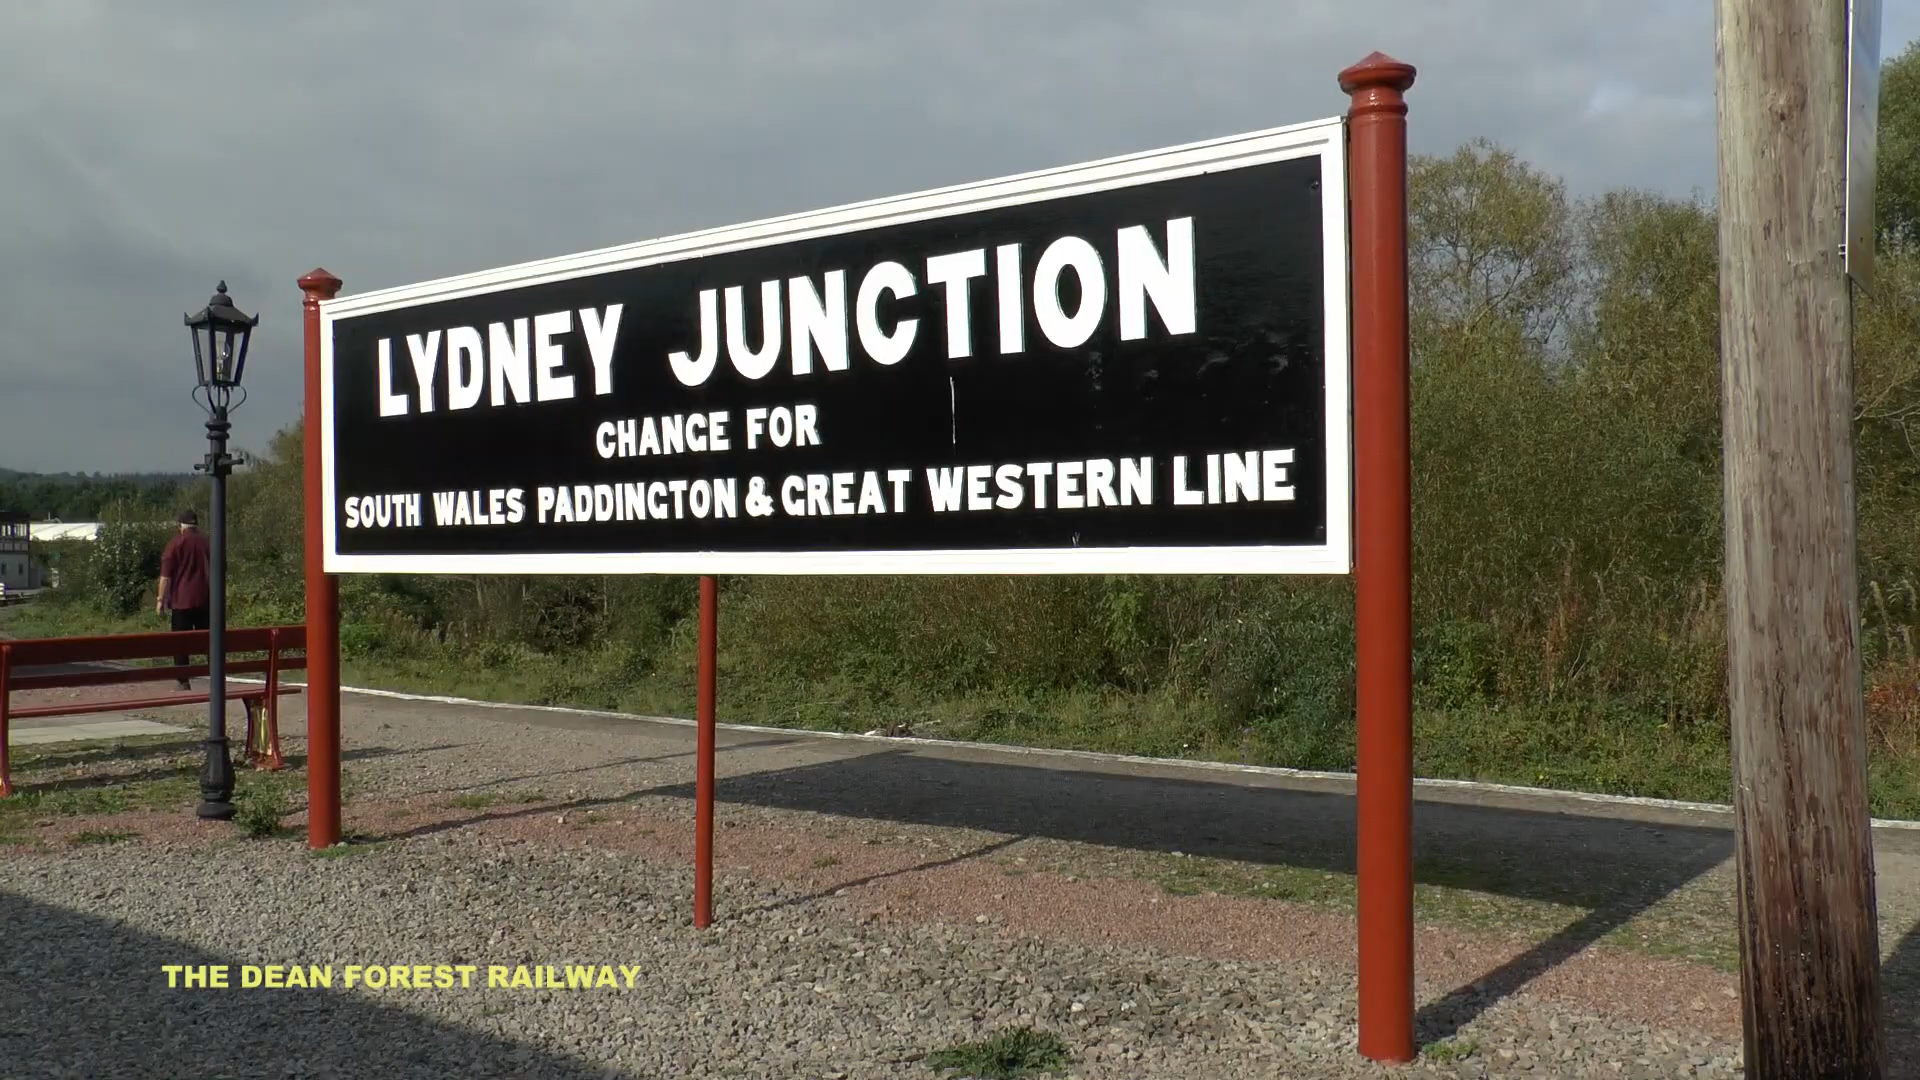 LYDNEY JUNCTION
CHANGE FOR
SOUTH WALES PADDINGTON & GREAT WESTERN LINE
THE DEAN FOREST RAILWAY